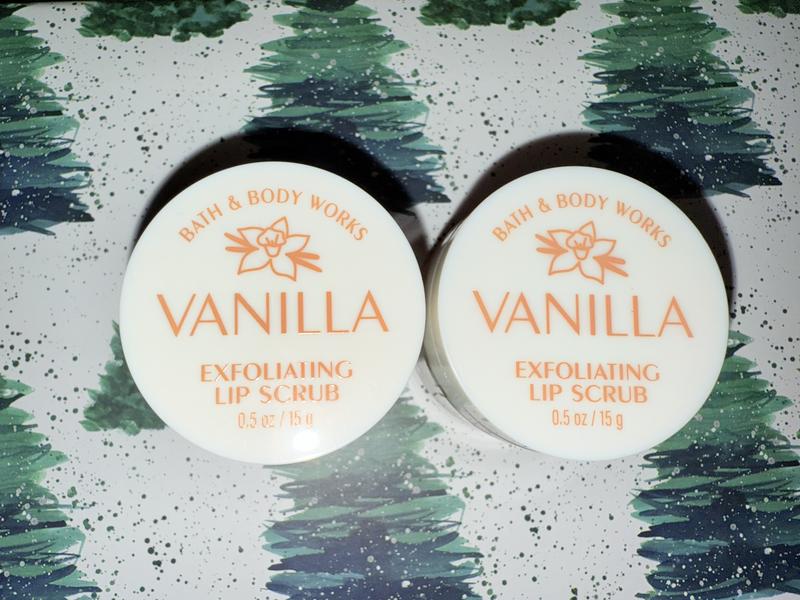 BATH & BODY WORKS
VANILLA
EXFOLIATING
LIP SCRUB
0.5 oz / 15 g
BATH & BODY WORKS
VANILLA
EXFOLIATING
LIP SCRUB
0.5 oz / 15 g